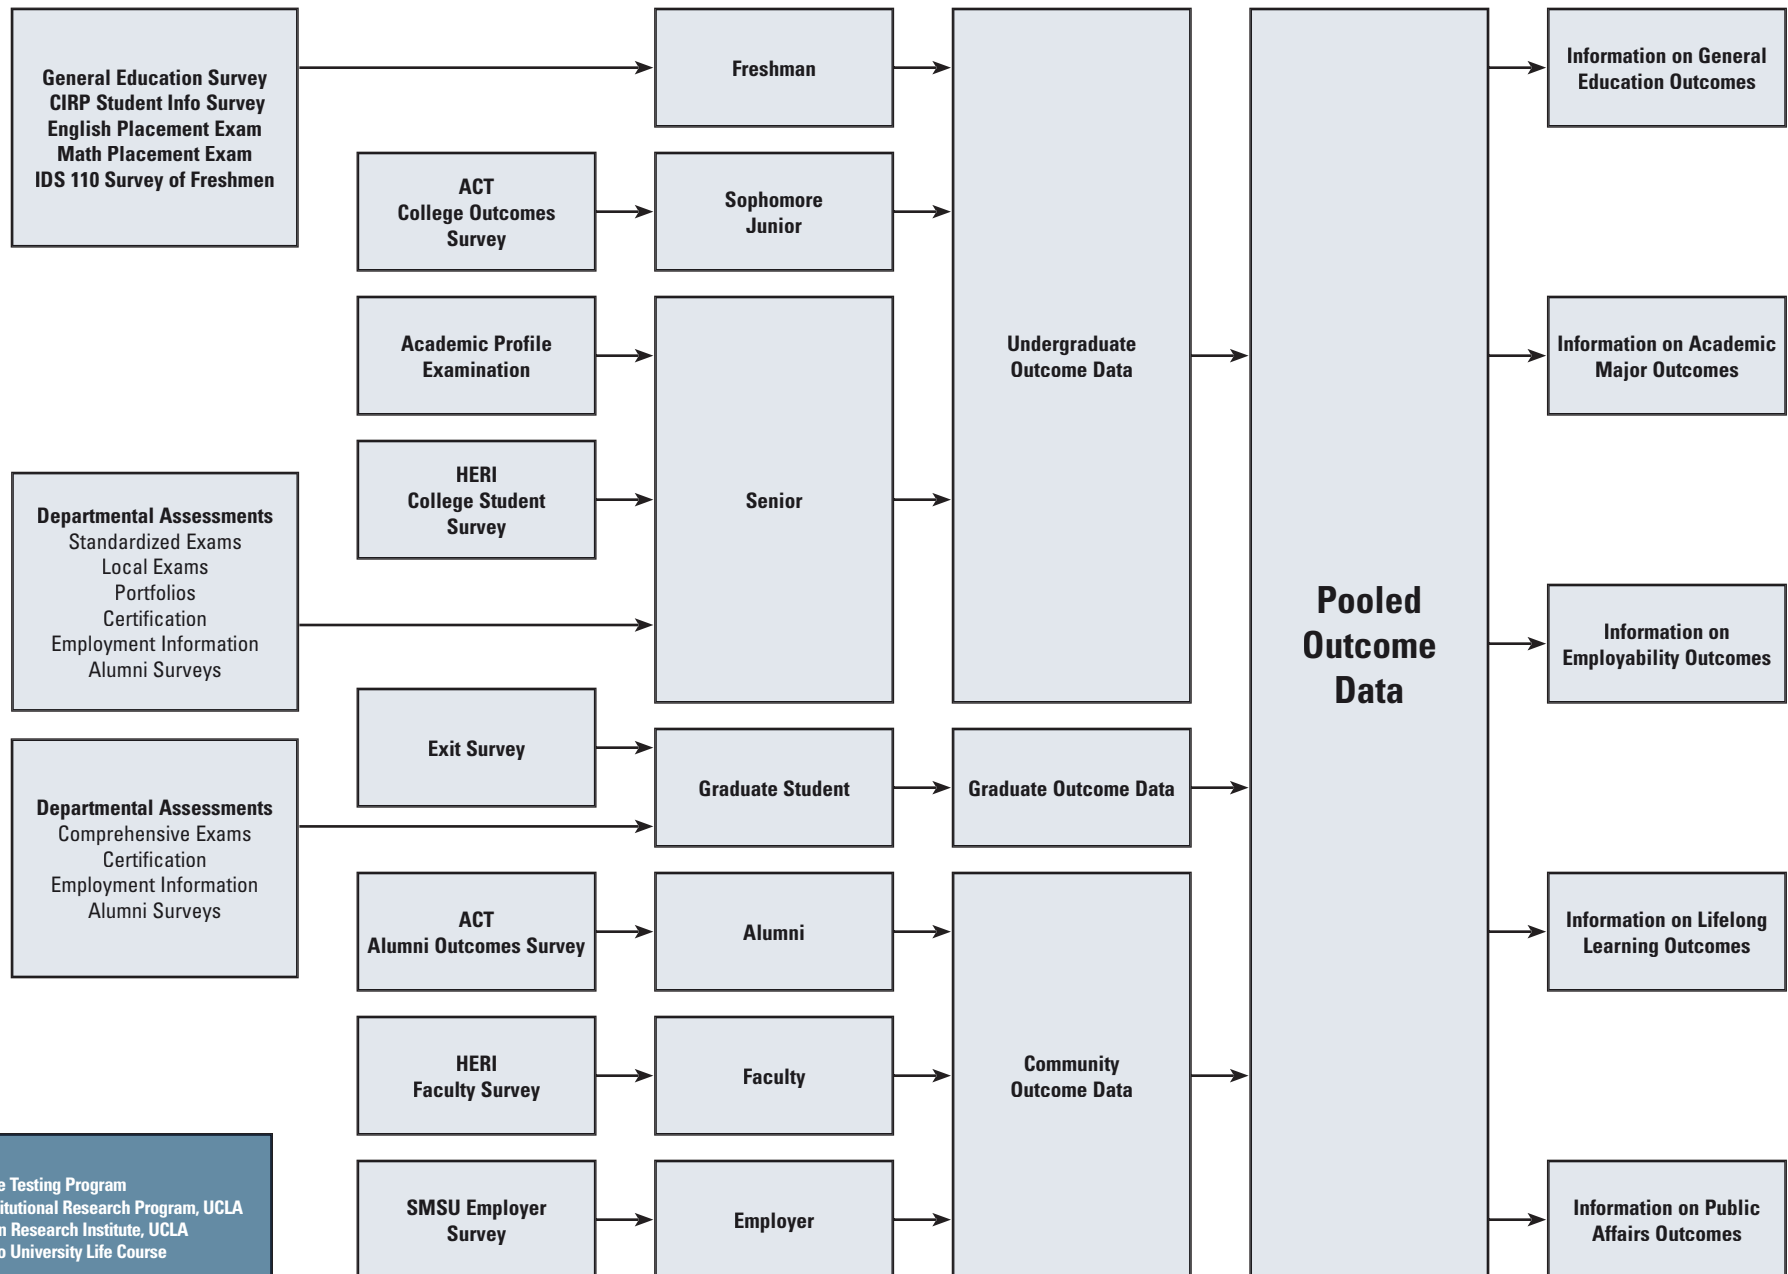 General Education Survey
CIRP Student Info Survey
English Placement Exam
Math Placement Exam
IDS 110 Survey of Freshmen
Freshman
ACT
College Outcomes
Survey
Sophomore
Junior
Academic Profile
Examination
HERI
College Student
Survey
Senior
Departmental Assessments
Standardized Exams
Local Exams
Portfolios
Certification
Employment Information
Alumni Surveys
Undergraduate
Outcome Data
Exit Survey
Departmental Assessments
Comprehensive Exams
Certification
Employment Information
Alumni Surveys
Graduate Student
Graduate Outcome Data
ACT
Alumni Outcomes Survey
Alumni
HERI
Faculty Survey
Faculty
SMSU Employer
Survey
Employer
Community
Outcome Data
Pooled
Outcome
Data
Information on General
Education Outcomes
Information on Academic
Major Outcomes
Information on
Employability Outcomes
Information on Lifelong
Learning Outcomes
Information on Public
Affairs Outcomes
Testing Program
Research Program, UCLA
Research Institute, UCLA
University Life Course